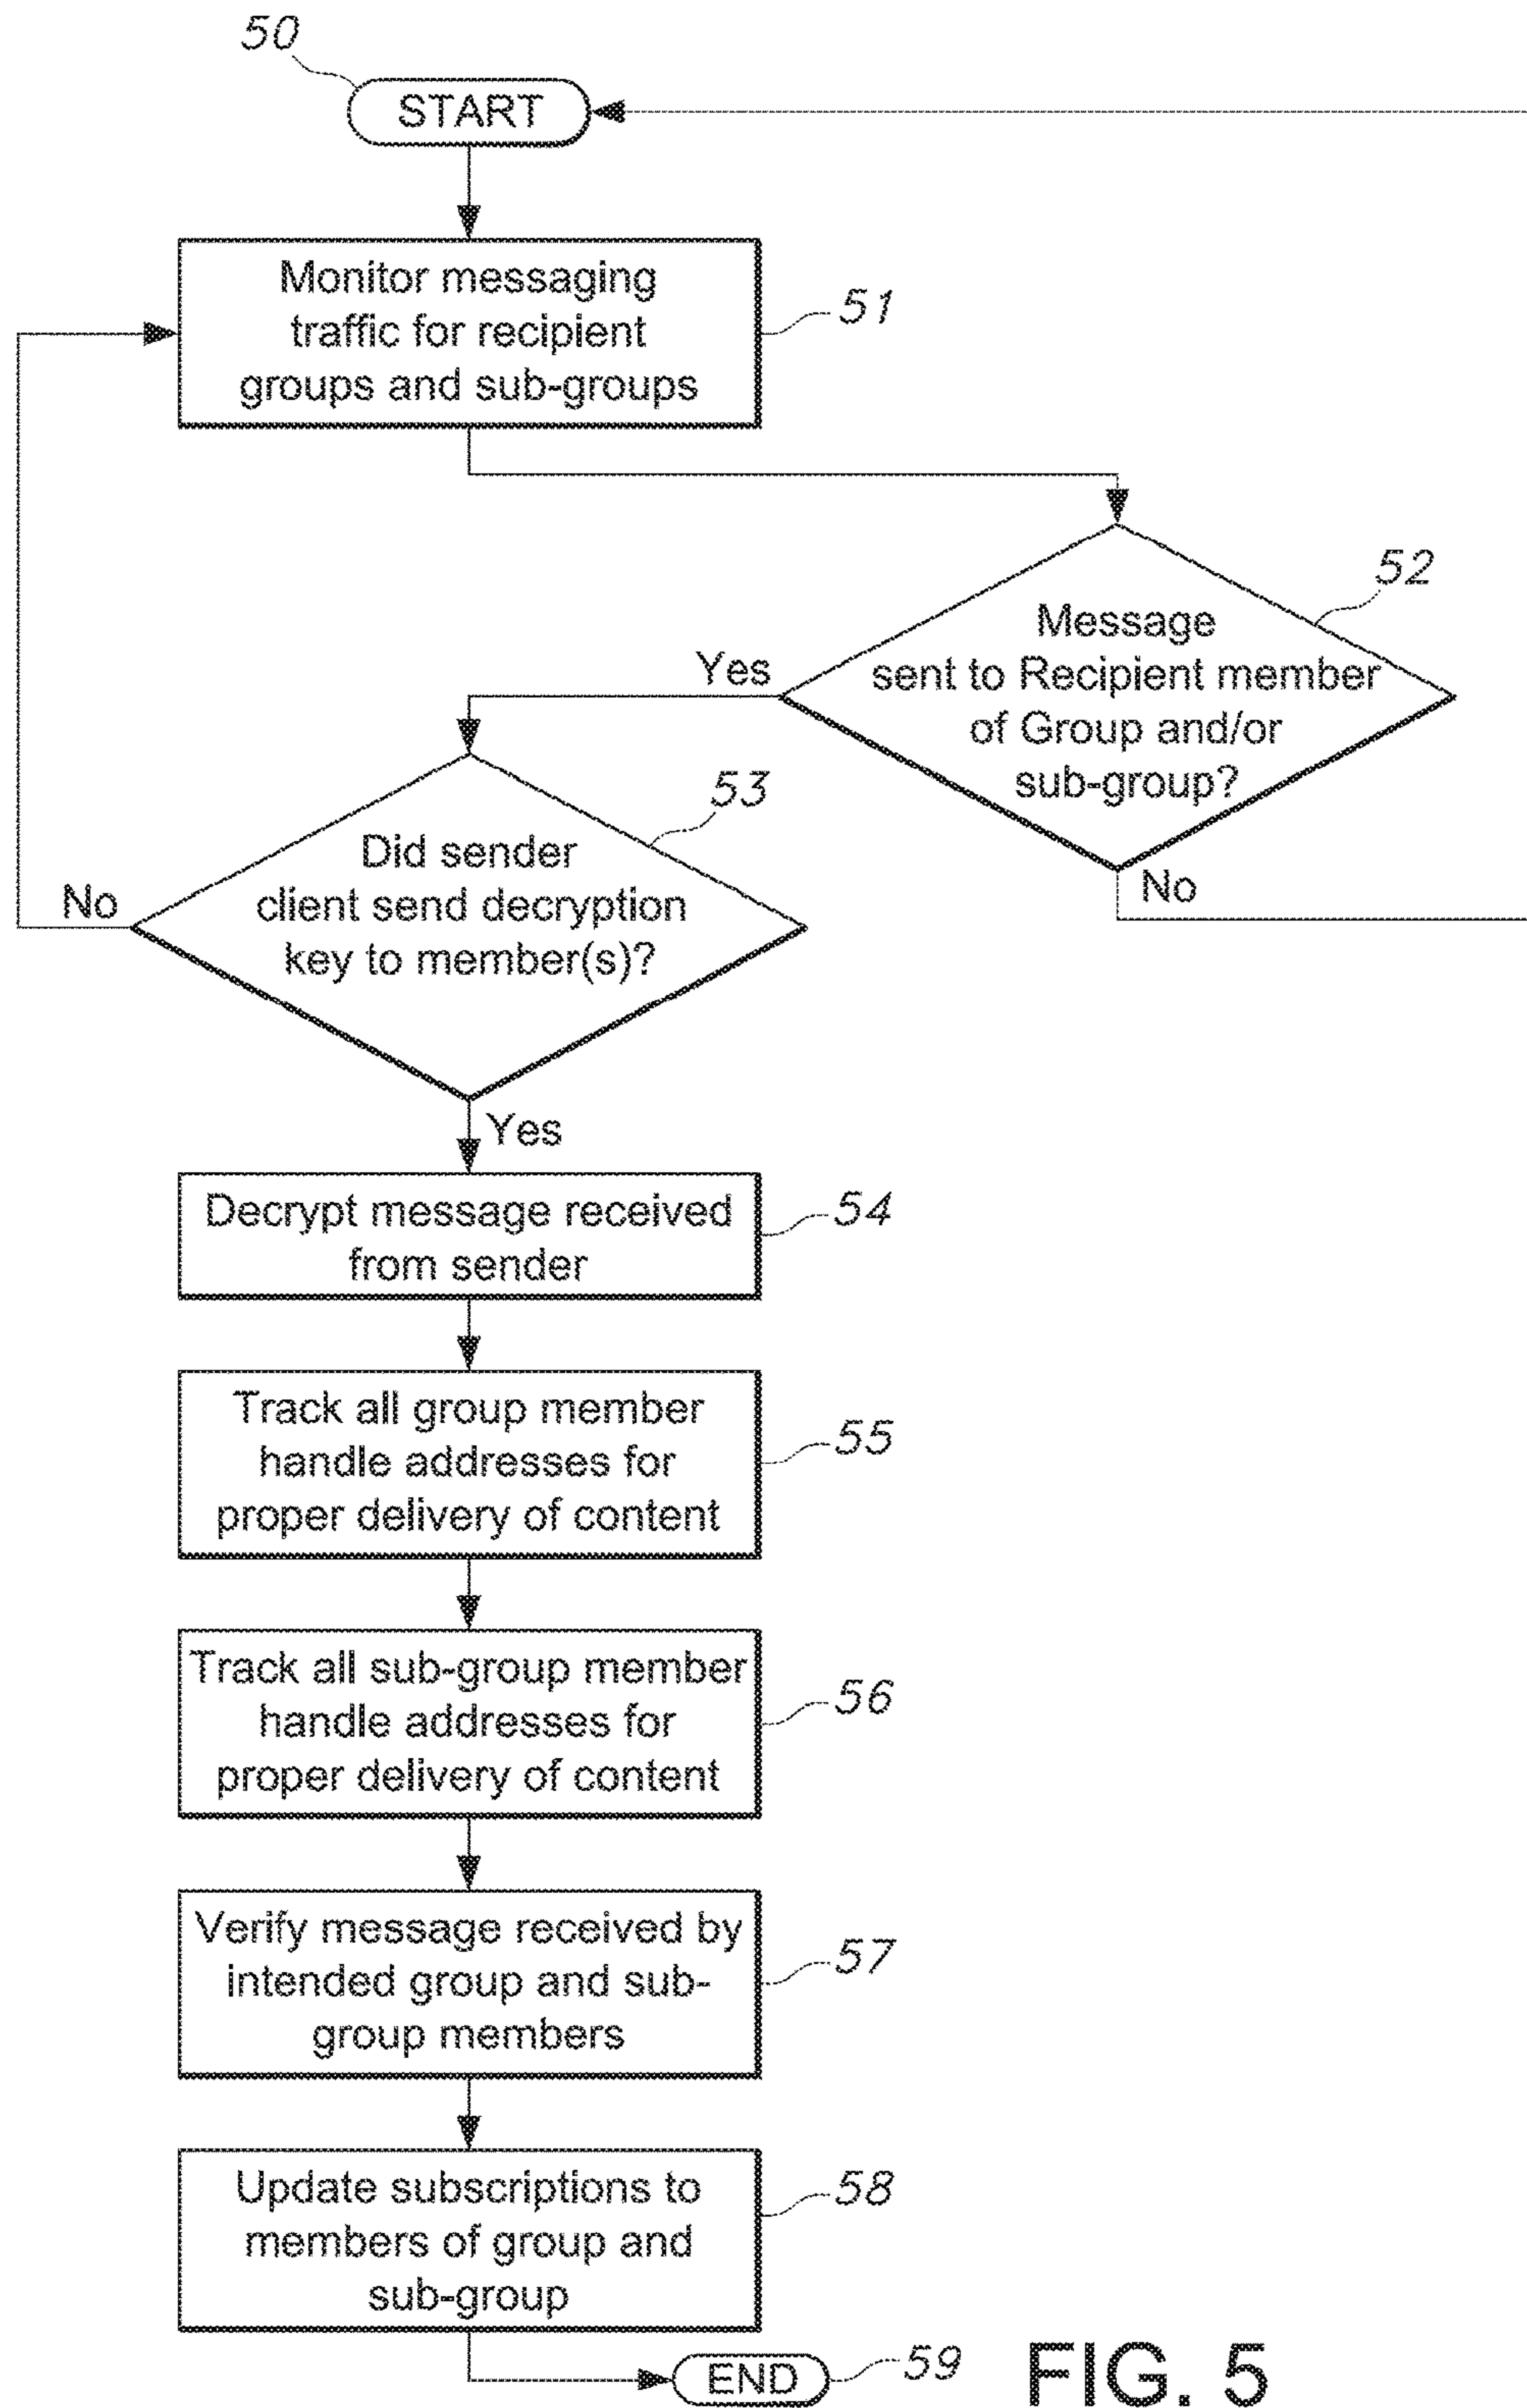 50
START
Monitor messaging
traffic for recipient
groups and sub-groups
51
52
Message
sent to Recipient member
of Group and/or
sub-group?
Yes
No
53
Did sender
client send decryption
key to member(s)?
No
Yes
Decrypt message received
from sender
54
Track all group member
handle addresses for
proper delivery of content
55
Track all sub-group member
handle addresses for
proper delivery of content
56
Verify message received by
intended group and sub-
group members
57
Update subscriptions to
members of group and
sub-group
58
END
59
FIG. 5